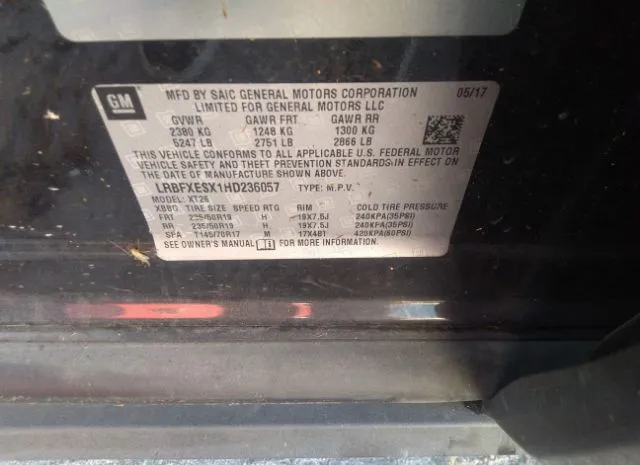 GM
MFD BY SAIC GENERAL MOTORS CORPORATION 05/17
LIMITED FOR GENERAL MOTORS LLC
GVWR GAWR FRT GAWR RR
2380 KG 1248 KG 1300 KG
5247 LB 2751 LB 2866 LB
THIS VEHICLE CONFORMS TO ALL APPLICABLE U.S. FEDERAL MOTOR
VEHICLE SAFETY AND THEFT PREVENTION STANDARDS IN EFFECT ON
THE DATE OF MANUFACTURE SHOWN ABOVE.
LRBFXESX1HD236057 TYPE: M.P.V.
MODEL: XT26
XBBG TIRE SIZE SPEED RTG RIM COLD TIRE PRESSURE
FRT 235/50R19 H 19X7.5J 240KPA(35PSI)
RR 235/50R19 H 19X7.5J 240KPA(35PSI)
SPA T145/70R17 M 17X4BT 420KPA(60PSI)
SEE OWNER'S MANUAL FOR MORE INFORMATION.